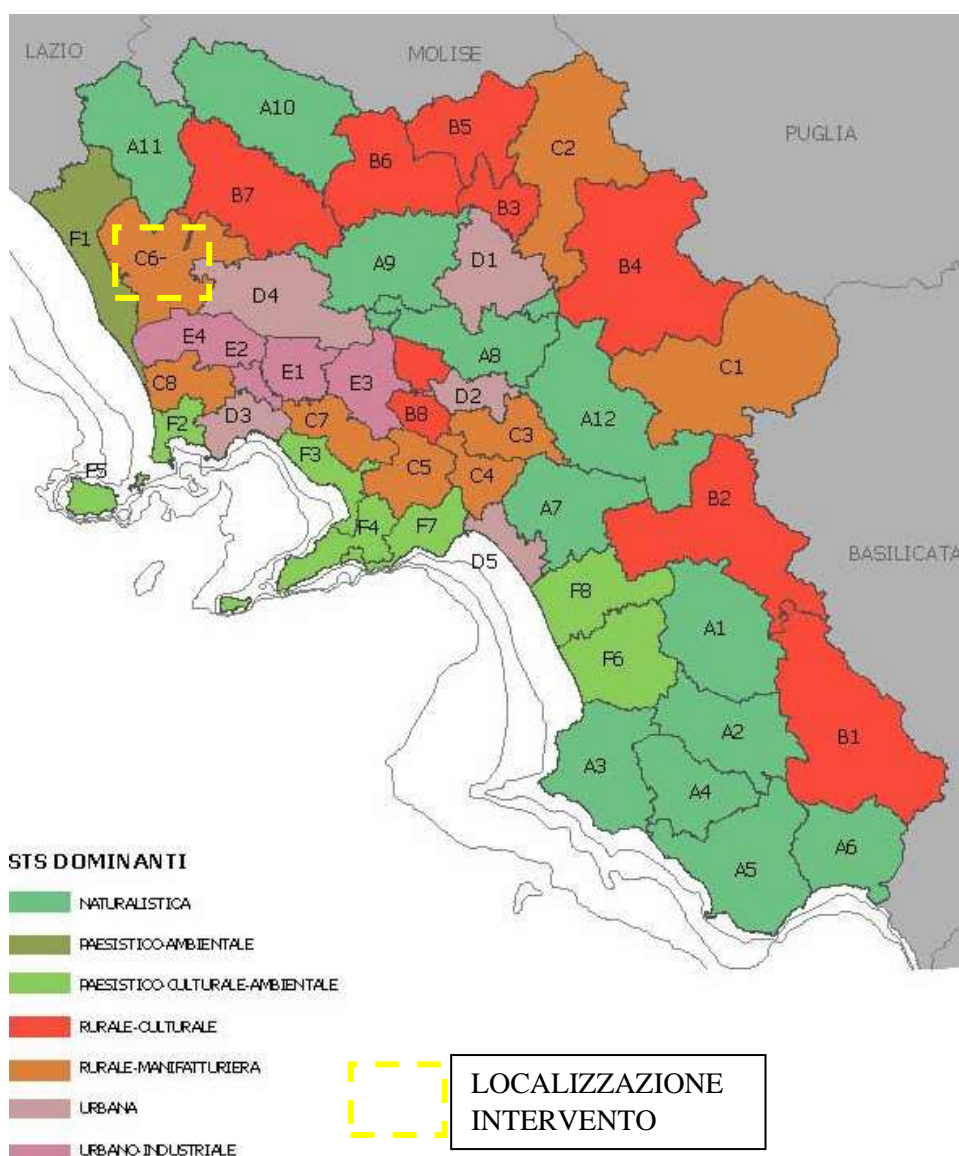 LAZIO
MOLISE
PUGLIA
BASILICATA
A10
B5
A11
C2
B6
B7
B3
F1
C6-
A9
D1
B4
D4
E4
E2
A8
E1
E3
C1
C8
D2
B8
A12
F2
D3
C7
C3
F3
C5
C4
F5
B2
A7
F4
F7
D5
F8
A1
F6
A2
B1
A3
A4
A6
A5
STS DOMINANTI
NATURALISTICA
PAESISTICO-AMBIENTALE
PAESISTICO-CULTURALE-AMBIENTALE
RURALE-CULTURALE
RURALE-MANIFATTURIERA
URBANA
URBANO-INDUSTRIALE
LOCALIZZAZIONE
INTERVENTO